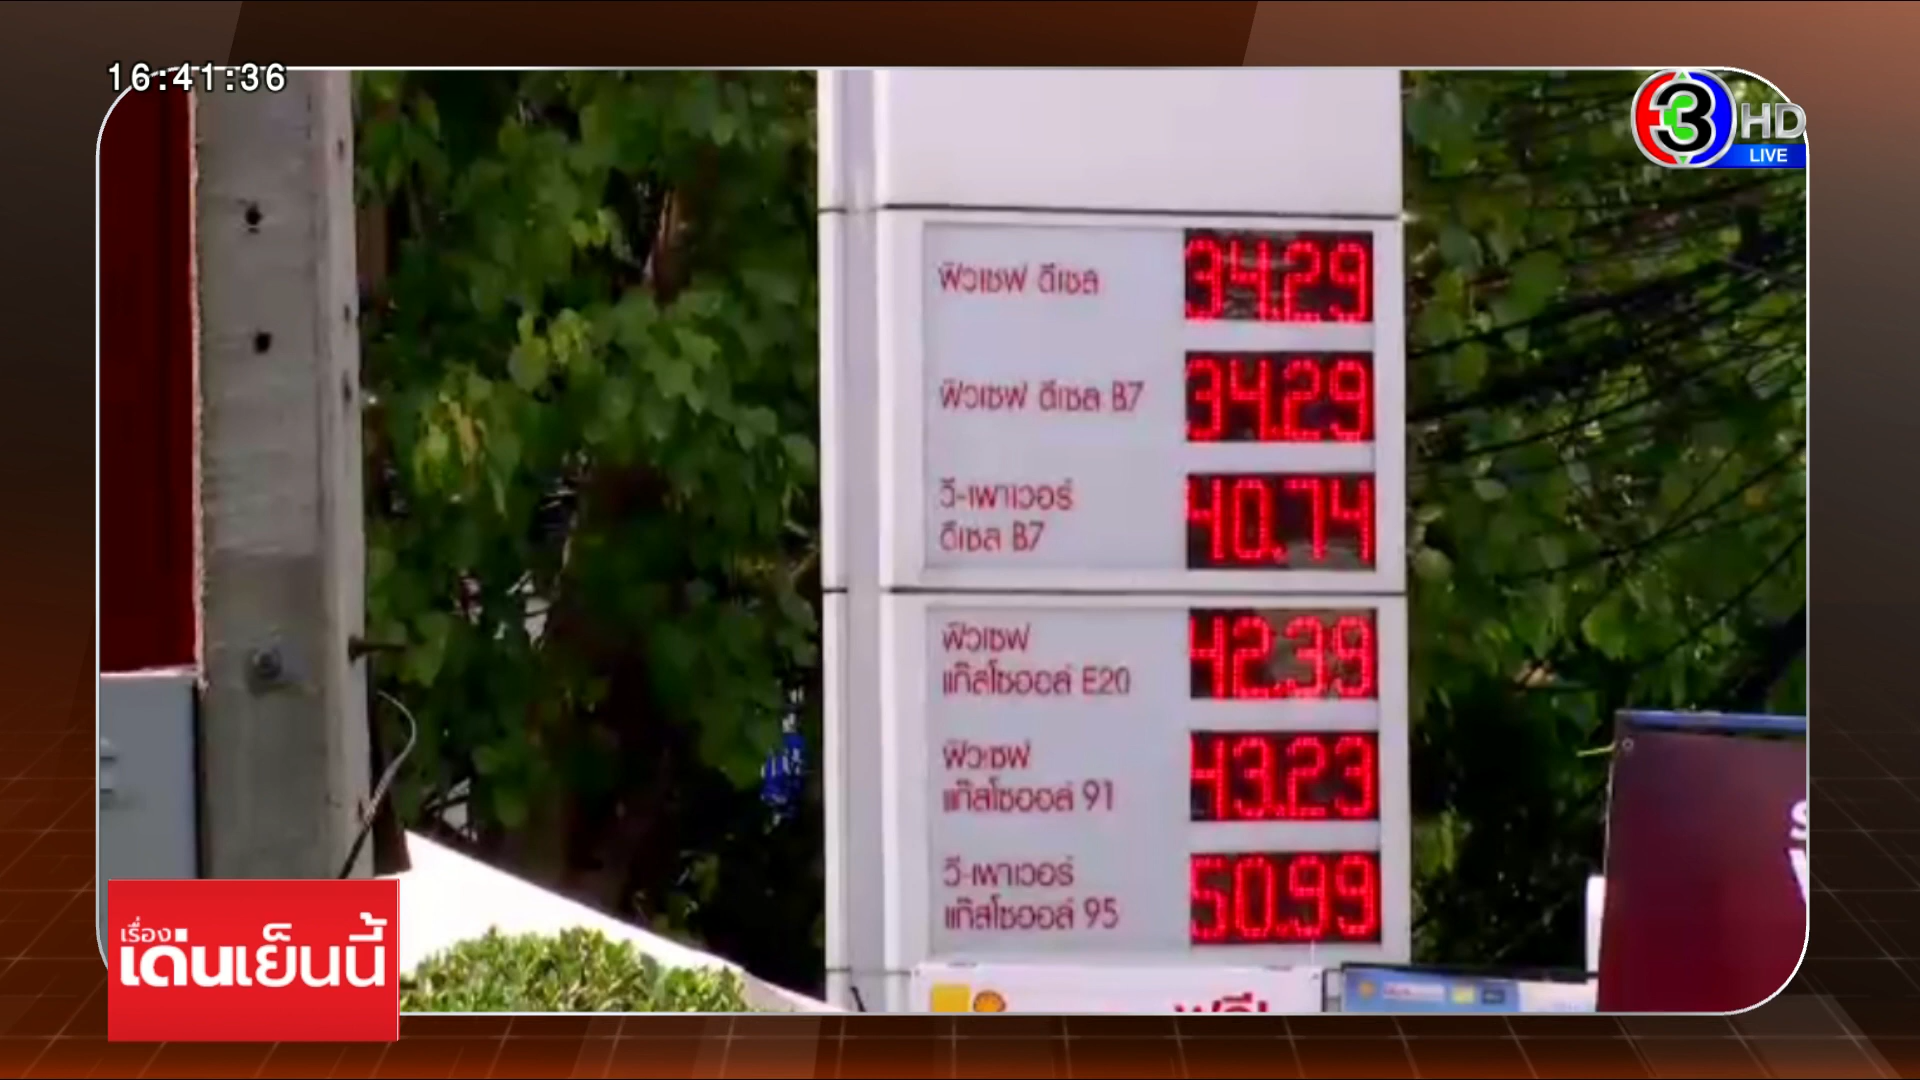 16:41:36
3 HD
LIVE
ฟิวเซฟ ดีเซล 34.29
ฟิวเซฟ ดีเซล B7 34.29
วี-เพาเวอร์
ดีเซล B7 40.74
ฟิวเซฟ
แก๊สโซฮอล์ E20 42.39
ฟิวเซฟ
แก๊สโซฮอล์ 91 43.23
วี-เพาเวอร์
แก๊สโซฮอล์ 95 50.99
ฟรี!
เรื่อง
เด่นเย็นนี้